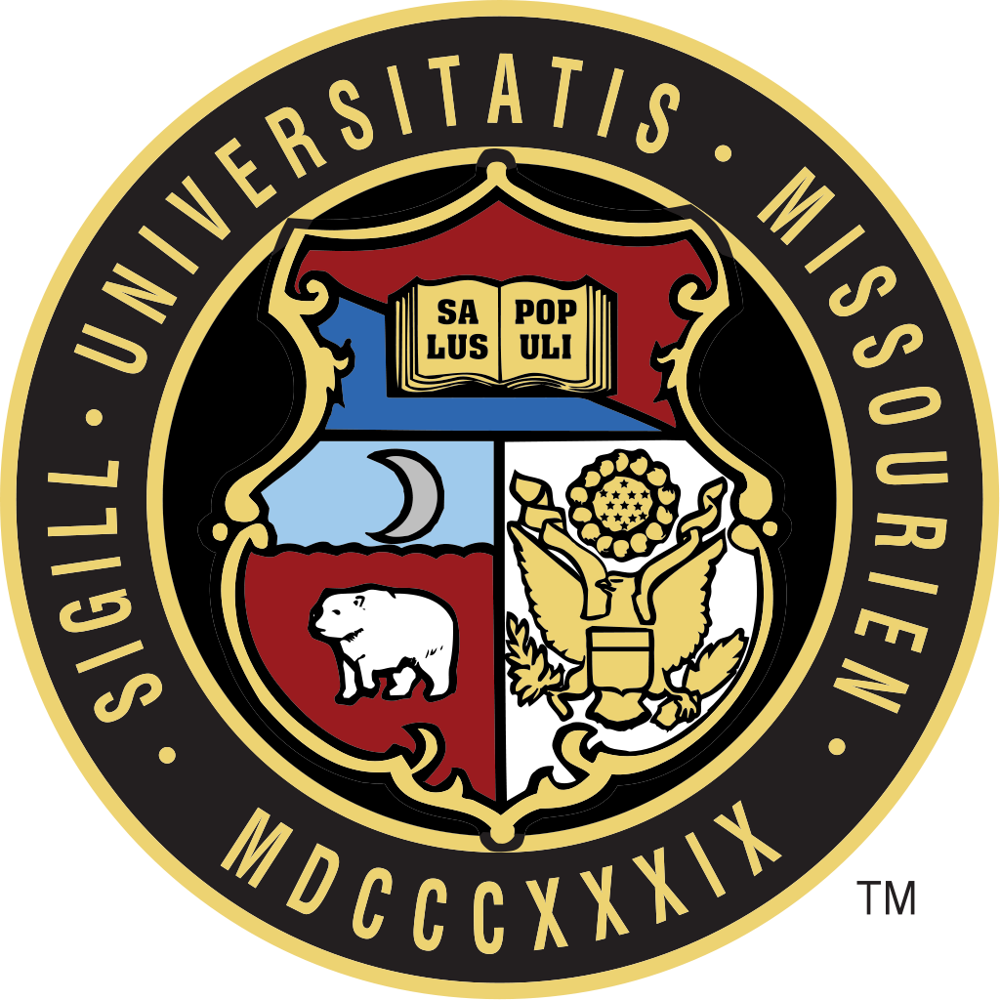 SIGILL · UNIVERSITATIS · MISSOURIEN ·
S ·
MDCCCXXXIX
SA
LUS
POP
ULI
TM